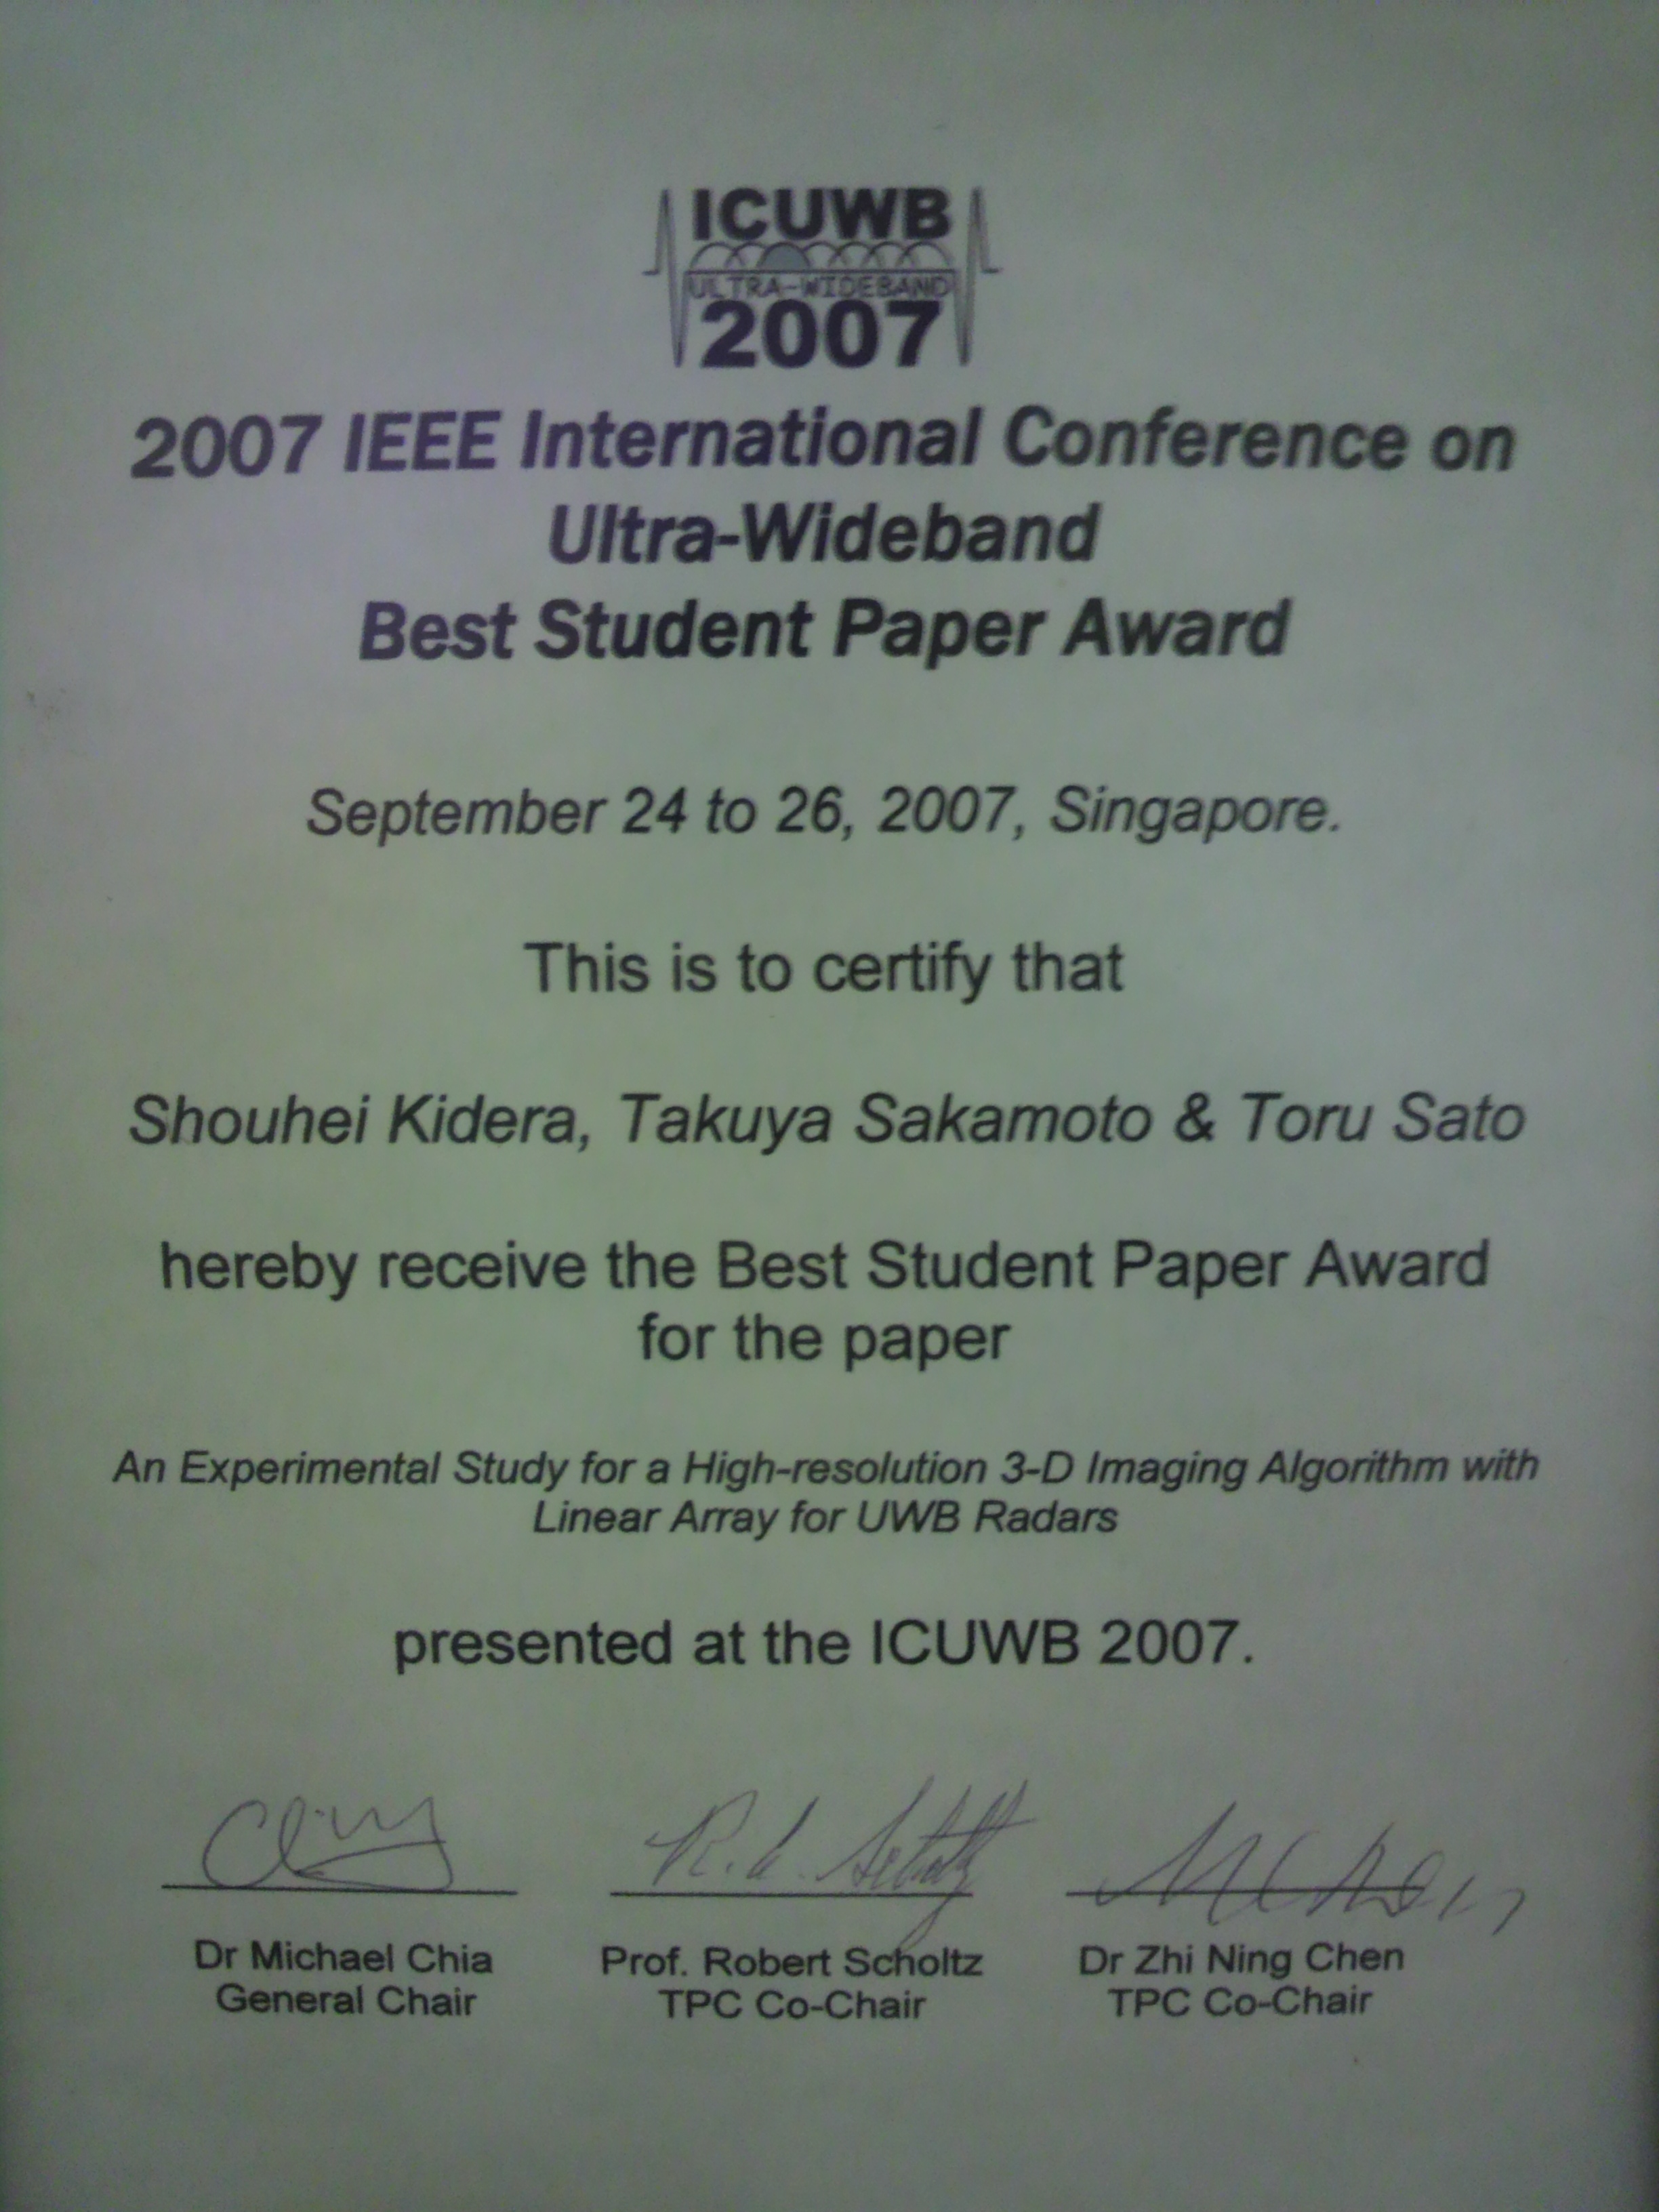 ICUWB
ULTRA-WIDEBAND
2007
2007 IEEE International Conference on
Ultra-Wideband
Best Student Paper Award
September 24 to 26, 2007, Singapore.
This is to certify that
Shouhei Kidera, Takuya Sakamoto & Toru Sato
hereby receive the Best Student Paper Award
for the paper
An Experimental Study for a High-resolution 3-D Imaging Algorithm with
Linear Array for UWB Radars
presented at the ICUWB 2007.
Dr Michael Chia Prof. Robert Scholtz Dr Zhi Ning Chen
General Chair TPC Co-Chair TPC Co-Chair